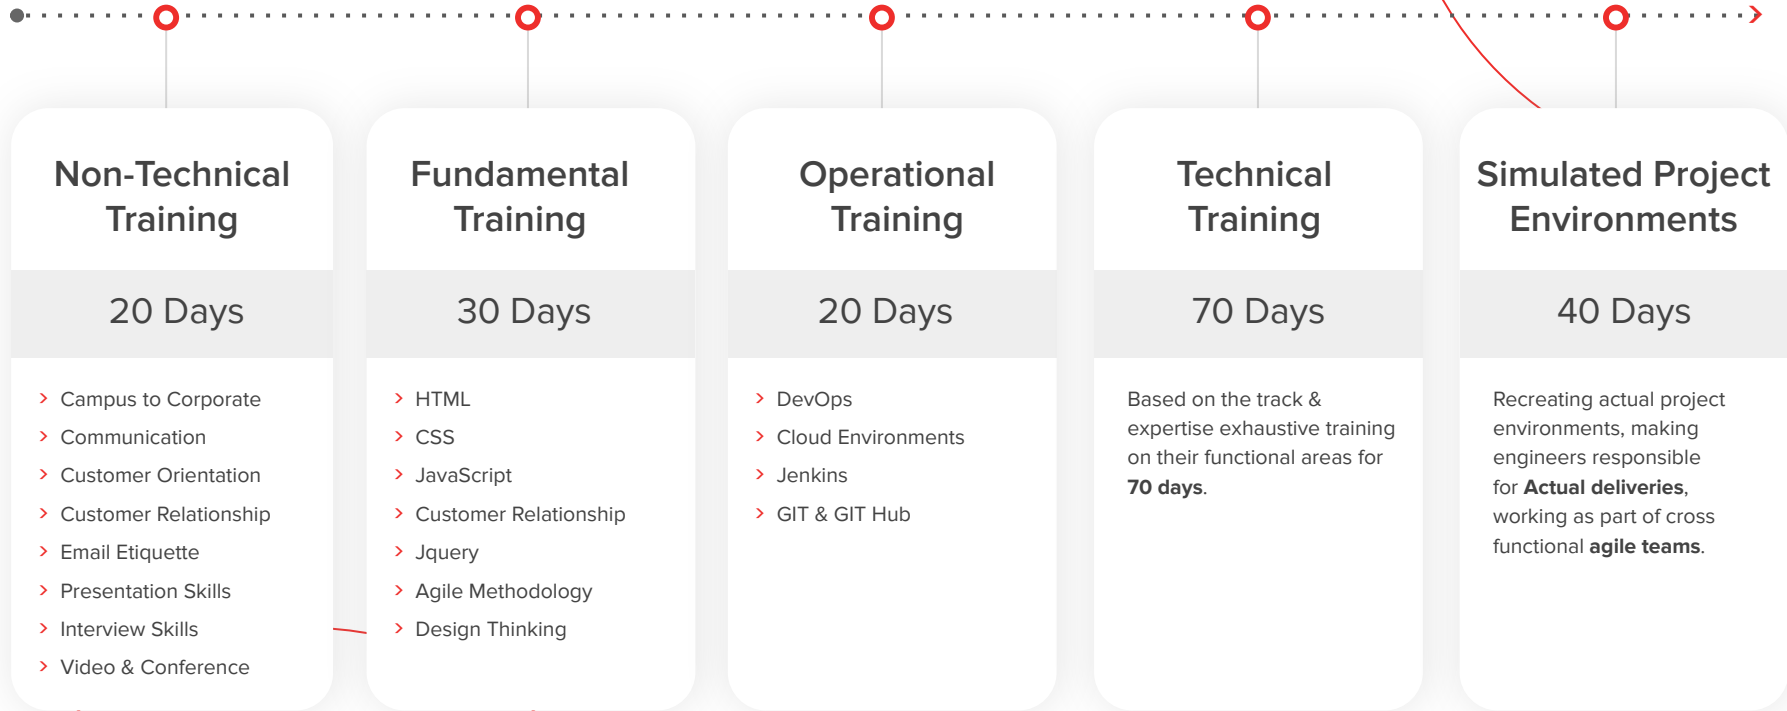 Non-Technical
Training
20 Days
Campus to Corporate
Communication
Customer Orientation
Customer Relationship
Email Etiquette
Presentation Skills
Interview Skills
Video & Conference
Fundamental
Training
30 Days
HTML
CSS
JavaScript
Customer Relationship
Jquery
Agile Methodology
Design Thinking
Operational
Training
20 Days
DevOps
Cloud Environments
Jenkins
GIT & GIT Hub
Technical
Training
70 Days
Based on the track &
expertise exhaustive training
on their functional areas for
70 days.
Simulated Project
Environments
40 Days
Recreating actual project
environments, making
engineers responsible
for Actual deliveries,
working as part of cross
functional agile teams.